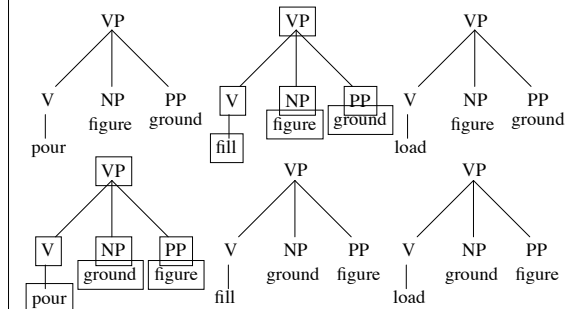 VP VP VP
V NP PP V NP PP V NP PP
figure ground figure ground figure ground
pour fill load
VP VP VP
V NP PP V NP PP V NP PP
ground figure ground figure ground figure
pour fill load